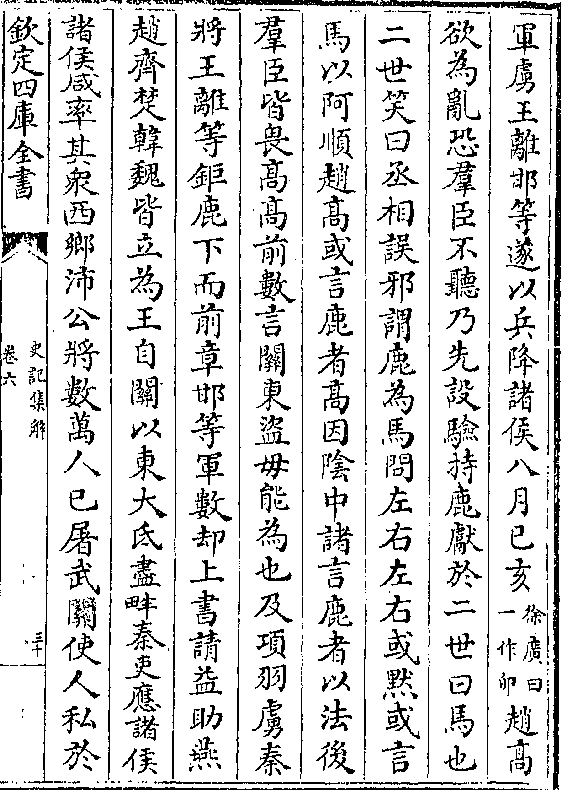 軍虜王離邯等遂以兵降諸侯八月己亥徐廣曰一作卯趙高
欲為亂恐羣臣不聽乃先設驗持鹿獻於二世曰馬也
二世笑曰丞相誤邪謂鹿為馬問左右左右或黙或言
馬以阿順趙髙或言鹿者髙因陰中諸言鹿者以法後
羣臣皆畏髙髙前數言關東盜毋能為也及項羽虜秦
將王離等鉅鹿下而前章邯等軍數却上書請益助燕
趙齊楚韓魏皆立為王自關以東大氐盡畔秦吏應諸侯
諸侯咸率其衆西鄉沛公將數萬人已屠武關使人私於
欽定四庫全書
史記集解
卷六
三十